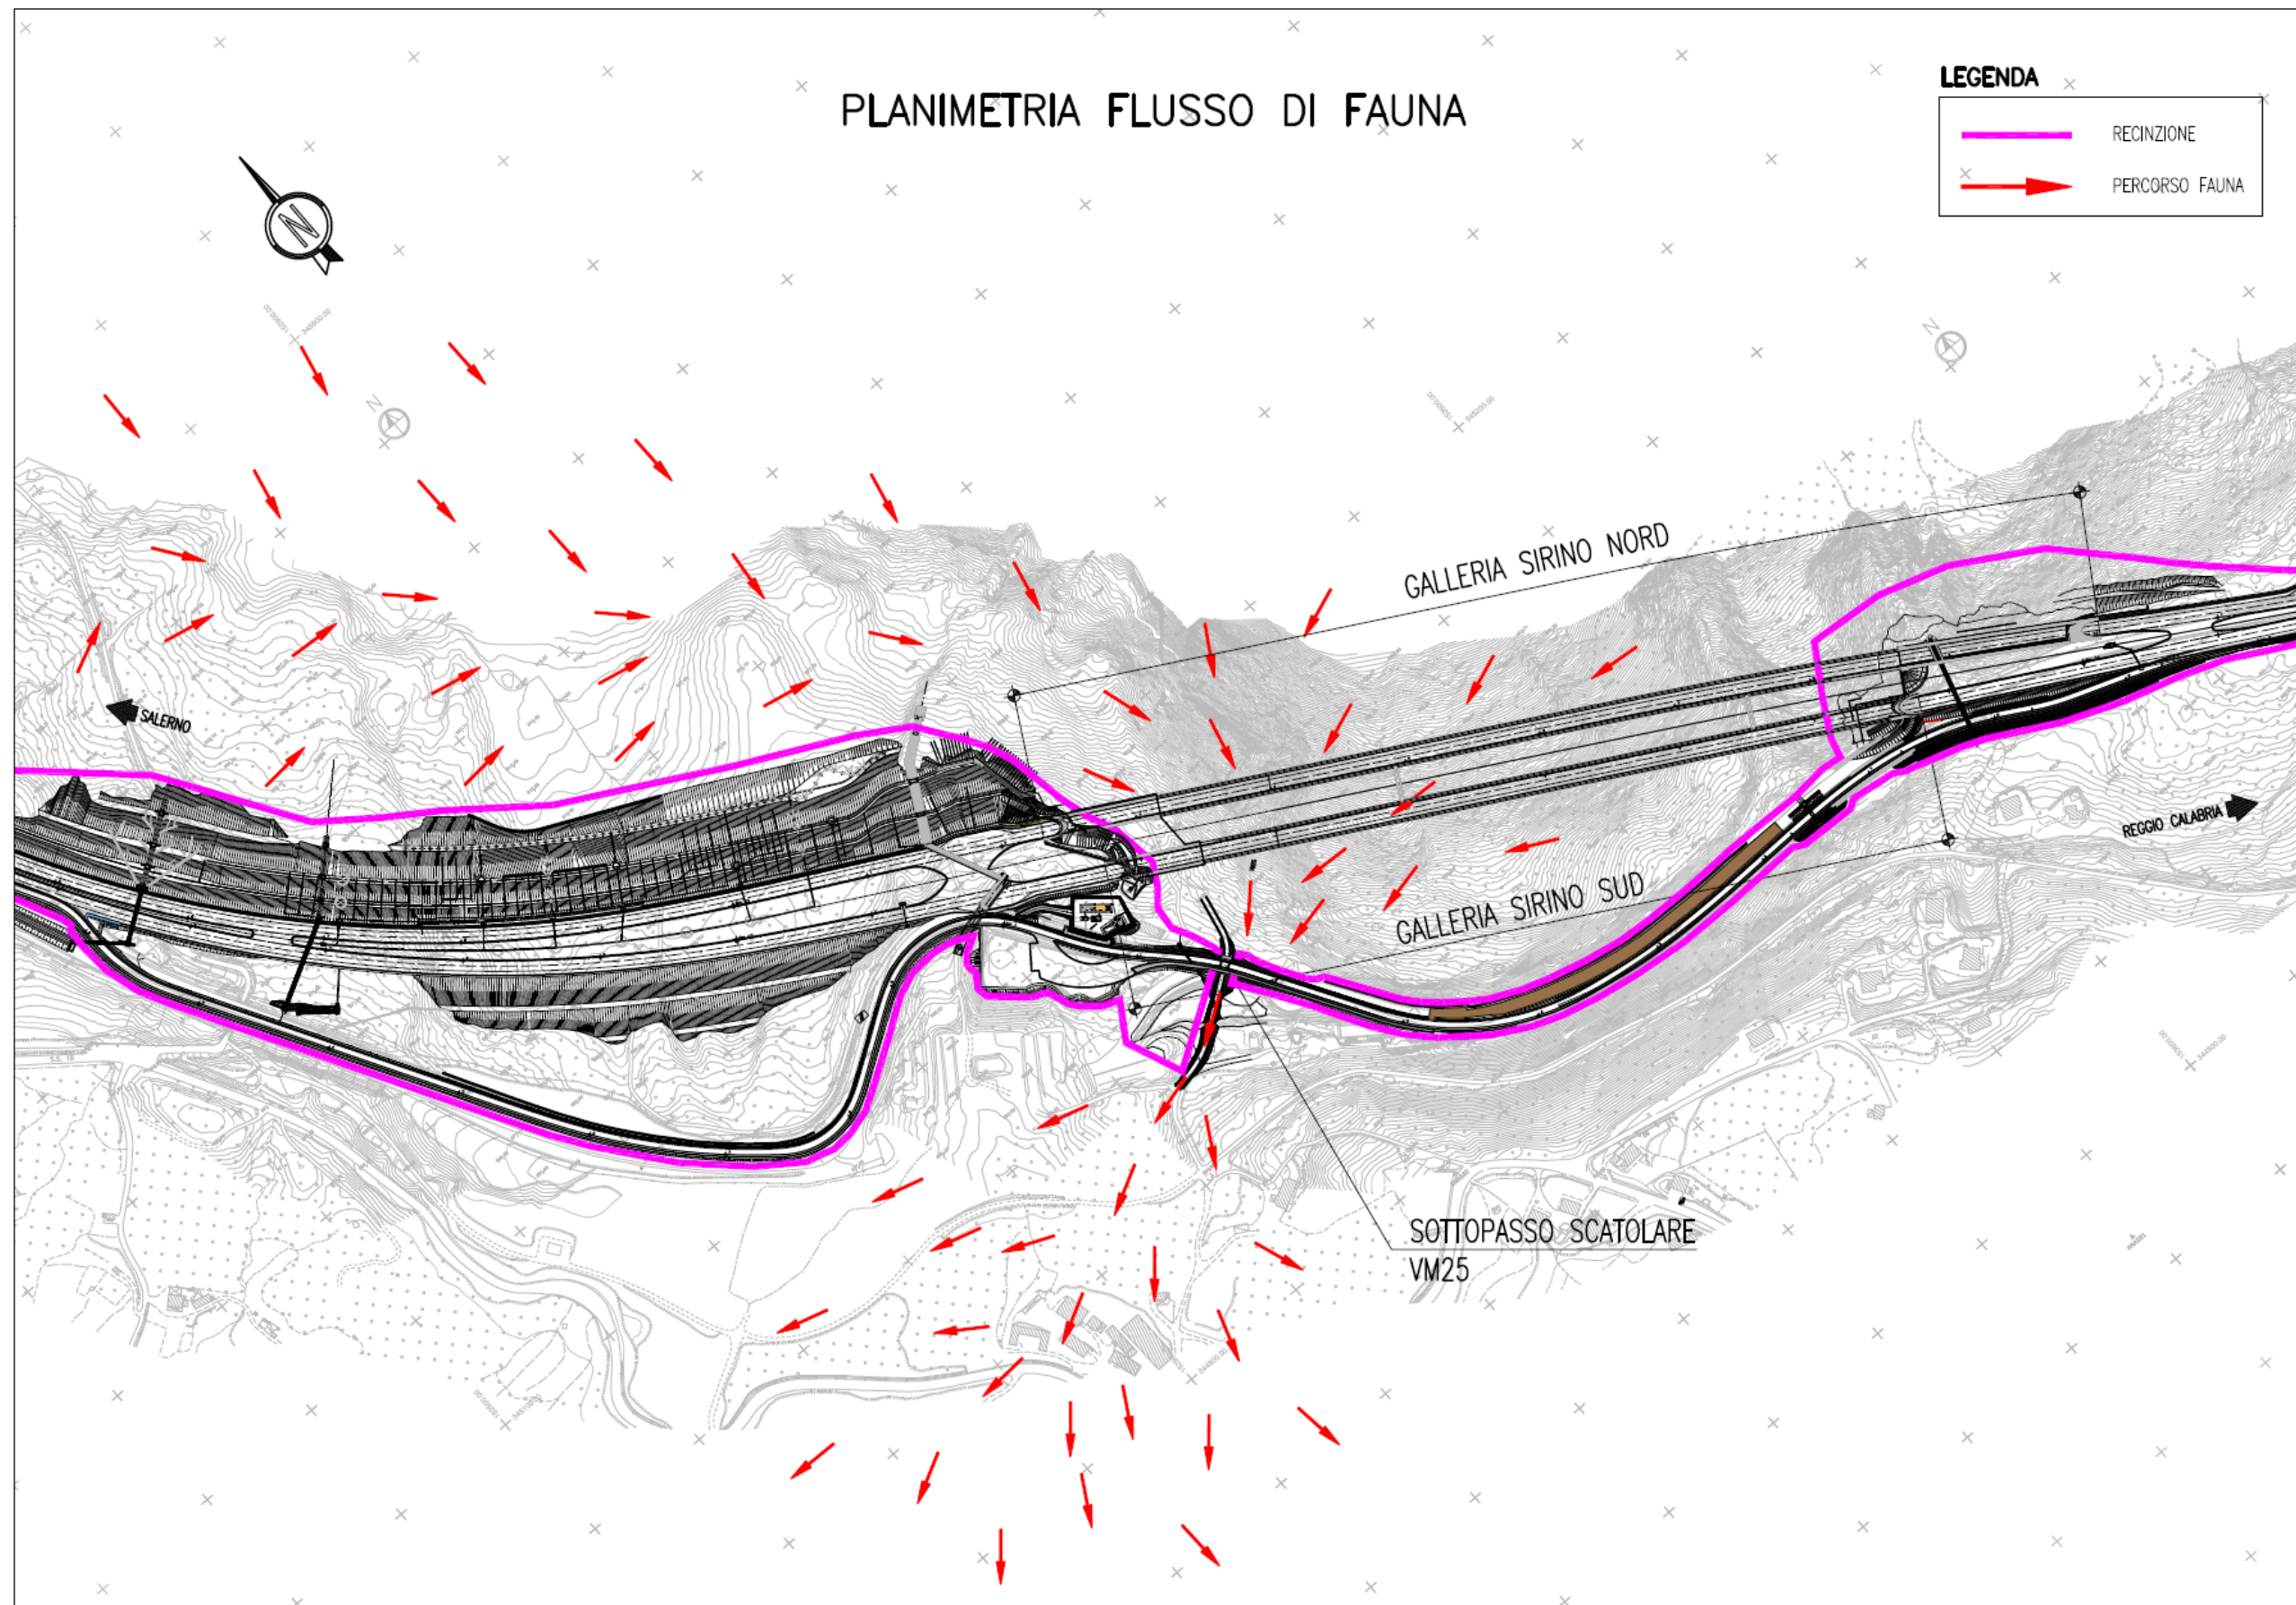 PLANIMETRIA FLUSSO DI FAUNA
LEGENDA
RECINZIONE
PERCORSO FAUNA
N
N
N
GALLERIA SIRINO NORD
SALERNO
REGGIO CALABRIA
GALLERIA SIRINO SUD
SOTTOPASSO SCATOLARE
VM25